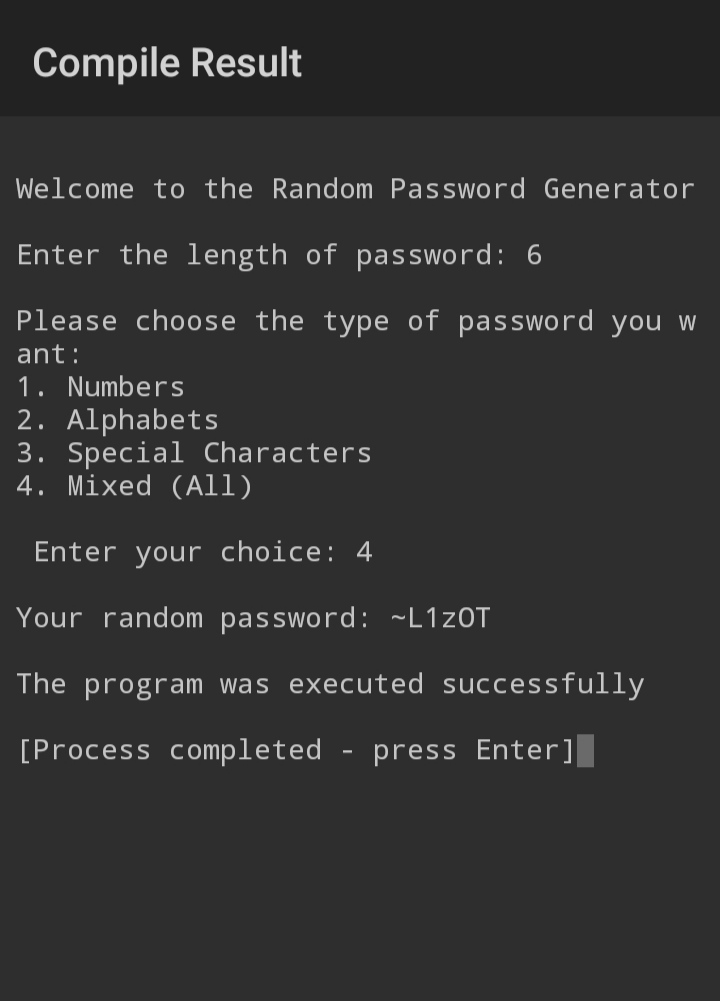 Compile Result
Welcome to the Random Password Generator
Enter the length of password: 6
Please choose the type of password you w
ant:
1. Numbers
2. Alphabets
3. Special Characters
4. Mixed (All)
Enter your choice: 4
Your random password: ~L1zOT
The program was executed successfully
[Process completed - press Enter]